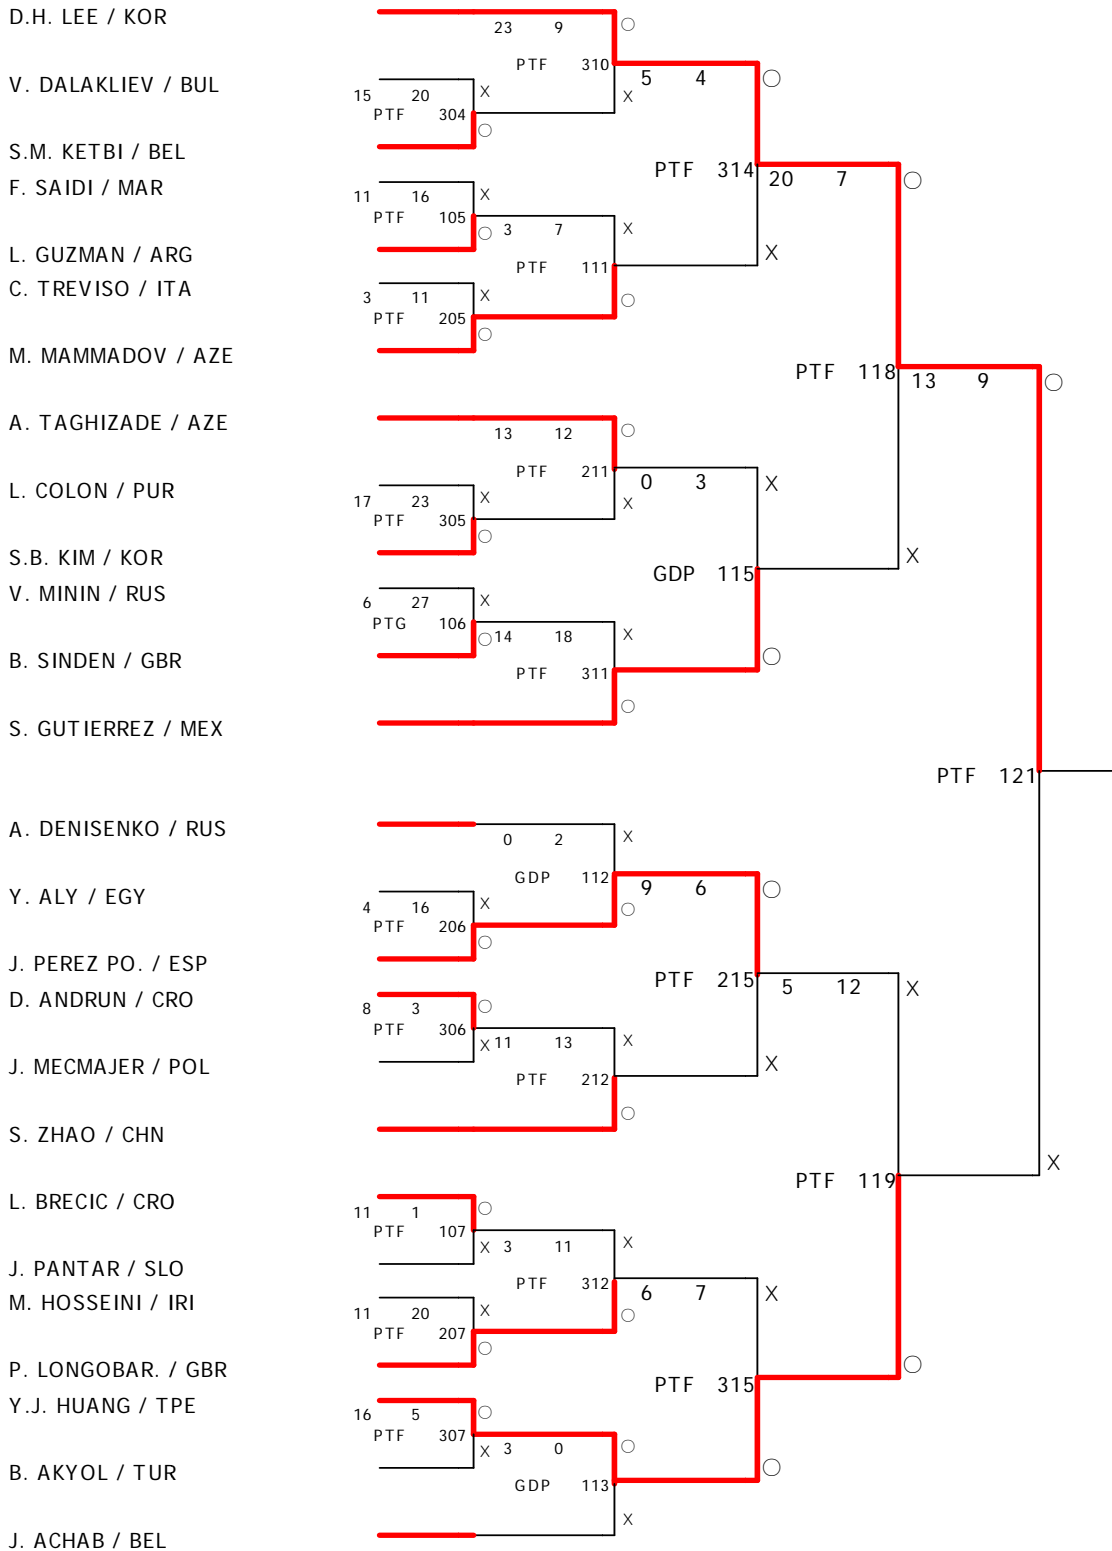 D.H. LEE / KOR
23 9
PTF 310
5 4
V. DALAKLIEV / BUL
15 20
PTF 304
X
X
S.M. KETBI / BEL
PTF 314
20 7
F. SAIDI / MAR
11 16
PTF 105
X
3 7
X
L. GUZMAN / ARG
PTF 111
X
C. TREVISO / ITA
3 11
PTF 205
X
M. MAMMADOV / AZE
PTF 118
13 9
A. TAGHIZADE / AZE
13 12
PTF 211
0 3
X
L. COLON / PUR
17 23
PTF 305
X
X
S.B. KIM / KOR
X
GDP 115
V. MININ / RUS
6 27
PTG 106
X
14 18
X
B. SINDEN / GBR
PTF 311
S. GUTIERREZ / MEX
PTF 121
A. DENISENKO / RUS
0 2
X
GDP 112
9 6
Y. ALY / EGY
4 16
PTF 206
X
J. PEREZ PO. / ESP
PTF 215
5 12
X
D. ANDRUN / CRO
8 3
PTF 306
X
11 13
X
J. MECMAJER / POL
PTF 212
X
S. ZHAO / CHN
X
PTF 119
L. BRECIC / CRO
11 1
PTF 107
X
3 11
X
J. PANTAR / SLO
PTF 312
6 7
X
M. HOSSEINI / IRI
11 20
PTF 207
X
P. LONGOBAR. / GBR
PTF 315
Y.J. HUANG / TPE
16 5
PTF 307
X
3 0
B. AKYOL / TUR
GDP 113
X
J. ACHAB / BEL